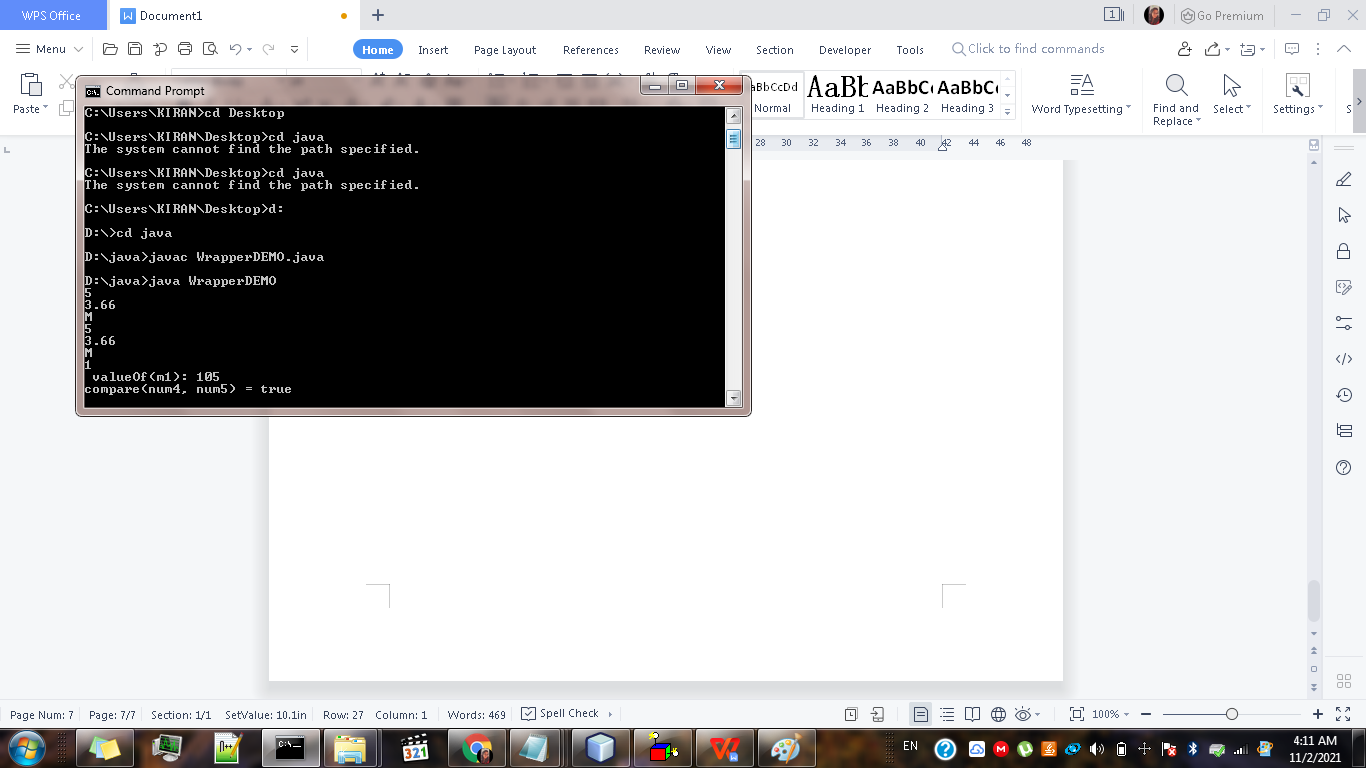 WPS Office
Document1
1
Go Premium
Menu
Home
Insert
Page Layout
References
Review
View
Section
Developer
Tools
Click to find commands
Paste
Command Prompt
C:\Users\KIRAN>cd Desktop
C:\Users\KIRAN\Desktop>cd java
The system cannot find the path specified.
C:\Users\KIRAN\Desktop>cd java
The system cannot find the path specified.
C:\Users\KIRAN\Desktop>d:
D:\>cd java
D:\java>javac WrapperDEMO.java
D:\java>java WrapperDEMO
5
3.66
M
5
3.66
M
1
valueOf(m1): 105
compare(num4, num5) = true
Normal
AaBb
Heading 1
AaBbC
Heading 2
AaBbC
Heading 3
Word Typesetting
Find and
Replace
Select
Settings
28 30 32 34 36 38 40 42 44 46 48
Page Num: 7 Page: 7/7 Section: 1/1 SetValue: 10.1in Row: 27 Column: 1 Words: 469 Spell Check
100%
321
EN
4:11 AM
11/2/2021